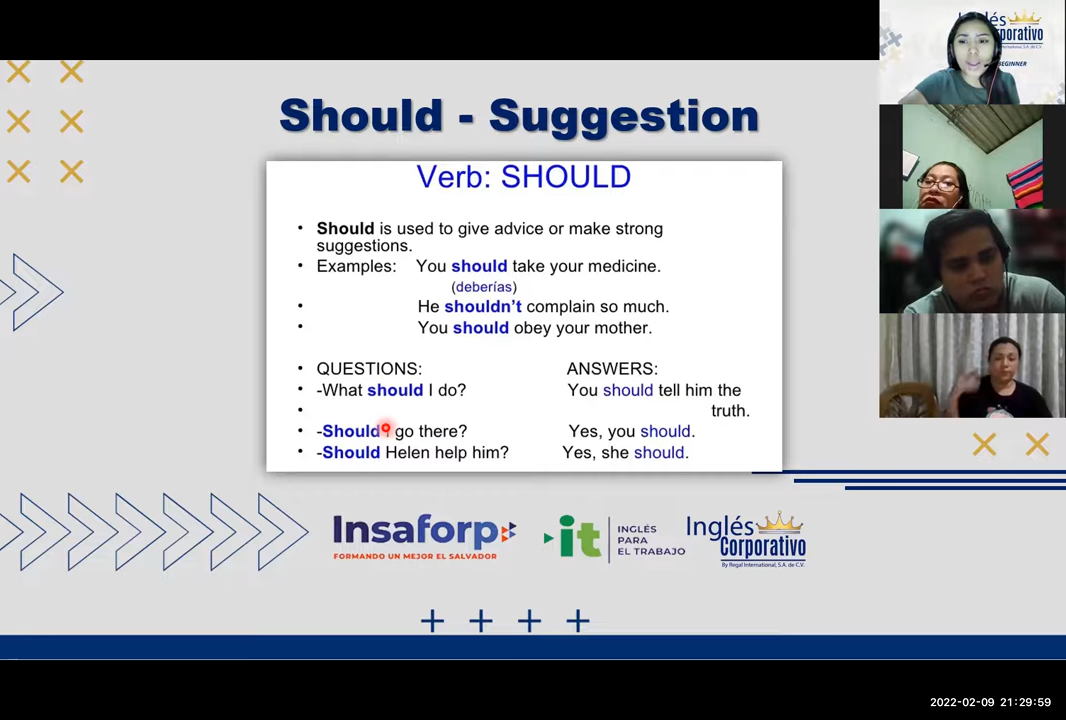 Should - Suggestion
Verb: SHOULD
• Should is used to give advice or make strong
suggestions.
• Examples: You should take your medicine.
(deberías)
• He shouldn't complain so much.
• You should obey your mother.
• QUESTIONS: ANSWERS:
• -What should I do? You should tell him the
• truth.
• -Should I go there? Yes, you should.
• -Should Helen help him? Yes, she should.
Insaforp
FORMANDO UN MEJOR EL SALVADOR
it
INGLÉS
PARA
EL TRABAJO
Inglés
Corporativo
By Regal International, S.A. de C.V.
BEGINNER
2022-02-09 21:29:59